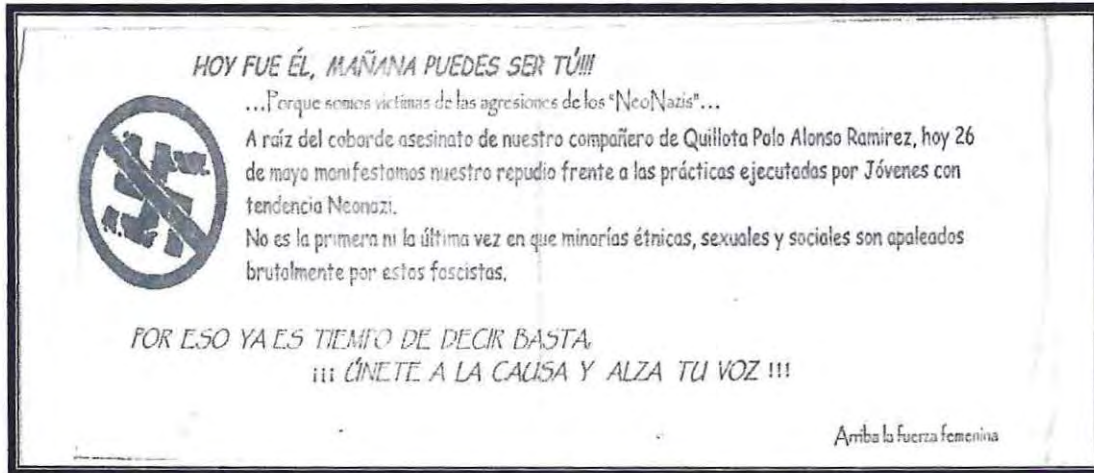 HOY FUE ÉL, MAÑANA PUEDES SER TÚ!!!
...Porque somos victimas de las agresiones de los "NeoNazis"...
A raíz del cobarde asesinato de nuestro compañero de Quillota Polo Alonso Ramirez, hoy 26
de mayo manifestamos nuestro repudio frente a las prácticas ejecutadas por Jóvenes con
tendencia Neonazi.
No es la primera ni la última vez en que minorías étnicas, sexuales y sociales son apaleados
brutalmente por estos fascistas.
POR ESO YA ES TIEMPO DE DECIR BASTA,
¡¡¡ ÚNETE A LA CAUSA Y ALZA TU VOZ !!!
Arriba la fuerza femenina